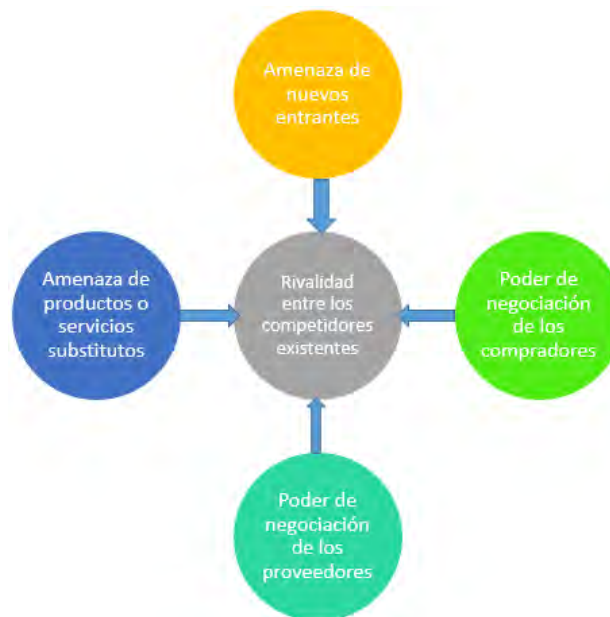 Amenaza de
nuevos
entrantes
Amenaza de
productos o
servicios
substitutos
Rivalidad
entre los
competidores
existentes
Poder de
negociación
de los
compradores
Poder de
negociación
de los
proveedores